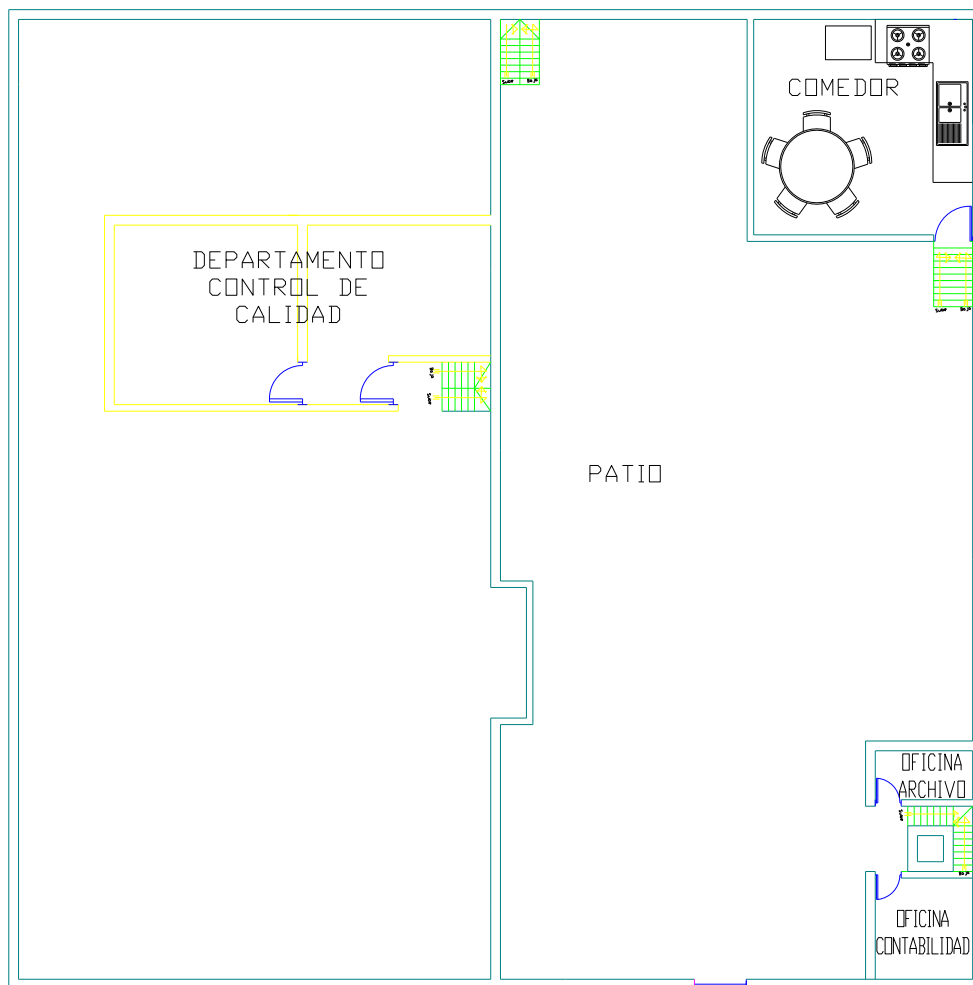 COMEDOR
DEPARTAMENTO
CONTROL DE
CALIDAD
PATIO
OFICINA
ARCHIVO
OFICINA
CONTABILIDAD